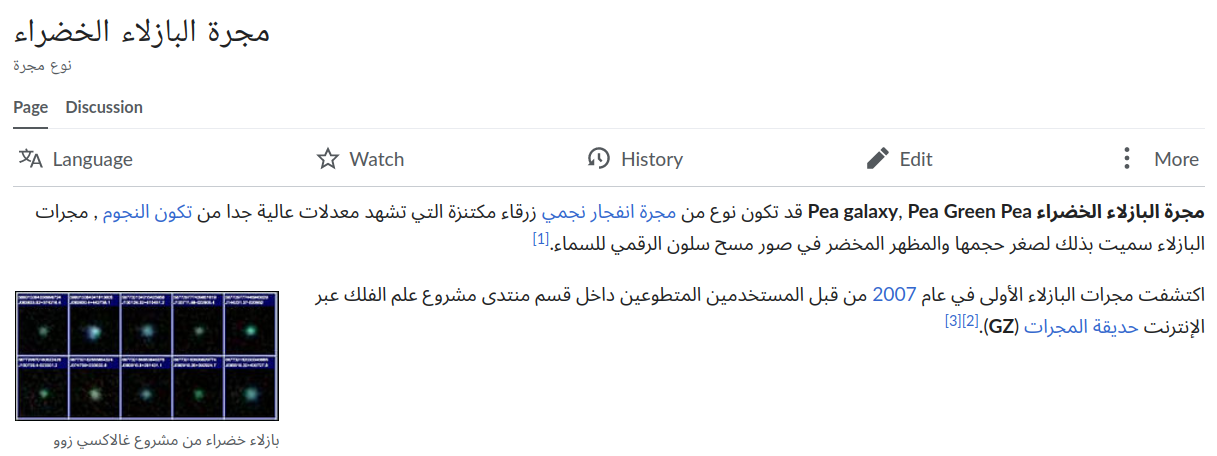 مجرة البازلاء الخضراء
نوع مجرة
Page Discussion
Language Watch History Edit More
مجرة البازلاء الخضراء Pea galaxy, Pea Green Pea قد تكون نوع من مجرة انفجار نجمي زرقاء مكتنزة التي تشهد معدلات عالية جدا من تكون النجوم , مجرات
البازلاء سميت بذلك لصغر حجمها والمظهر المخضر في صور مسح سلون الرقمي للسماء.[1]
اكتشفت مجرات البازلاء الأولى في عام 2007 من قبل المستخدمين المتطوعين داخل قسم منتدى مشروع علم الفلك عبر
الإنترنت حديقة المجرات (GZ).[2][3]
بازلاء خضراء من مشروع غالاكسي زوو